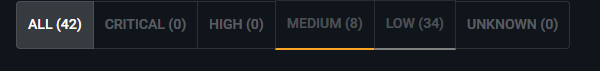 ALL (42) CRITICAL (0) HIGH (0) MEDIUM (8) LOW (34) UNKNOWN (0)